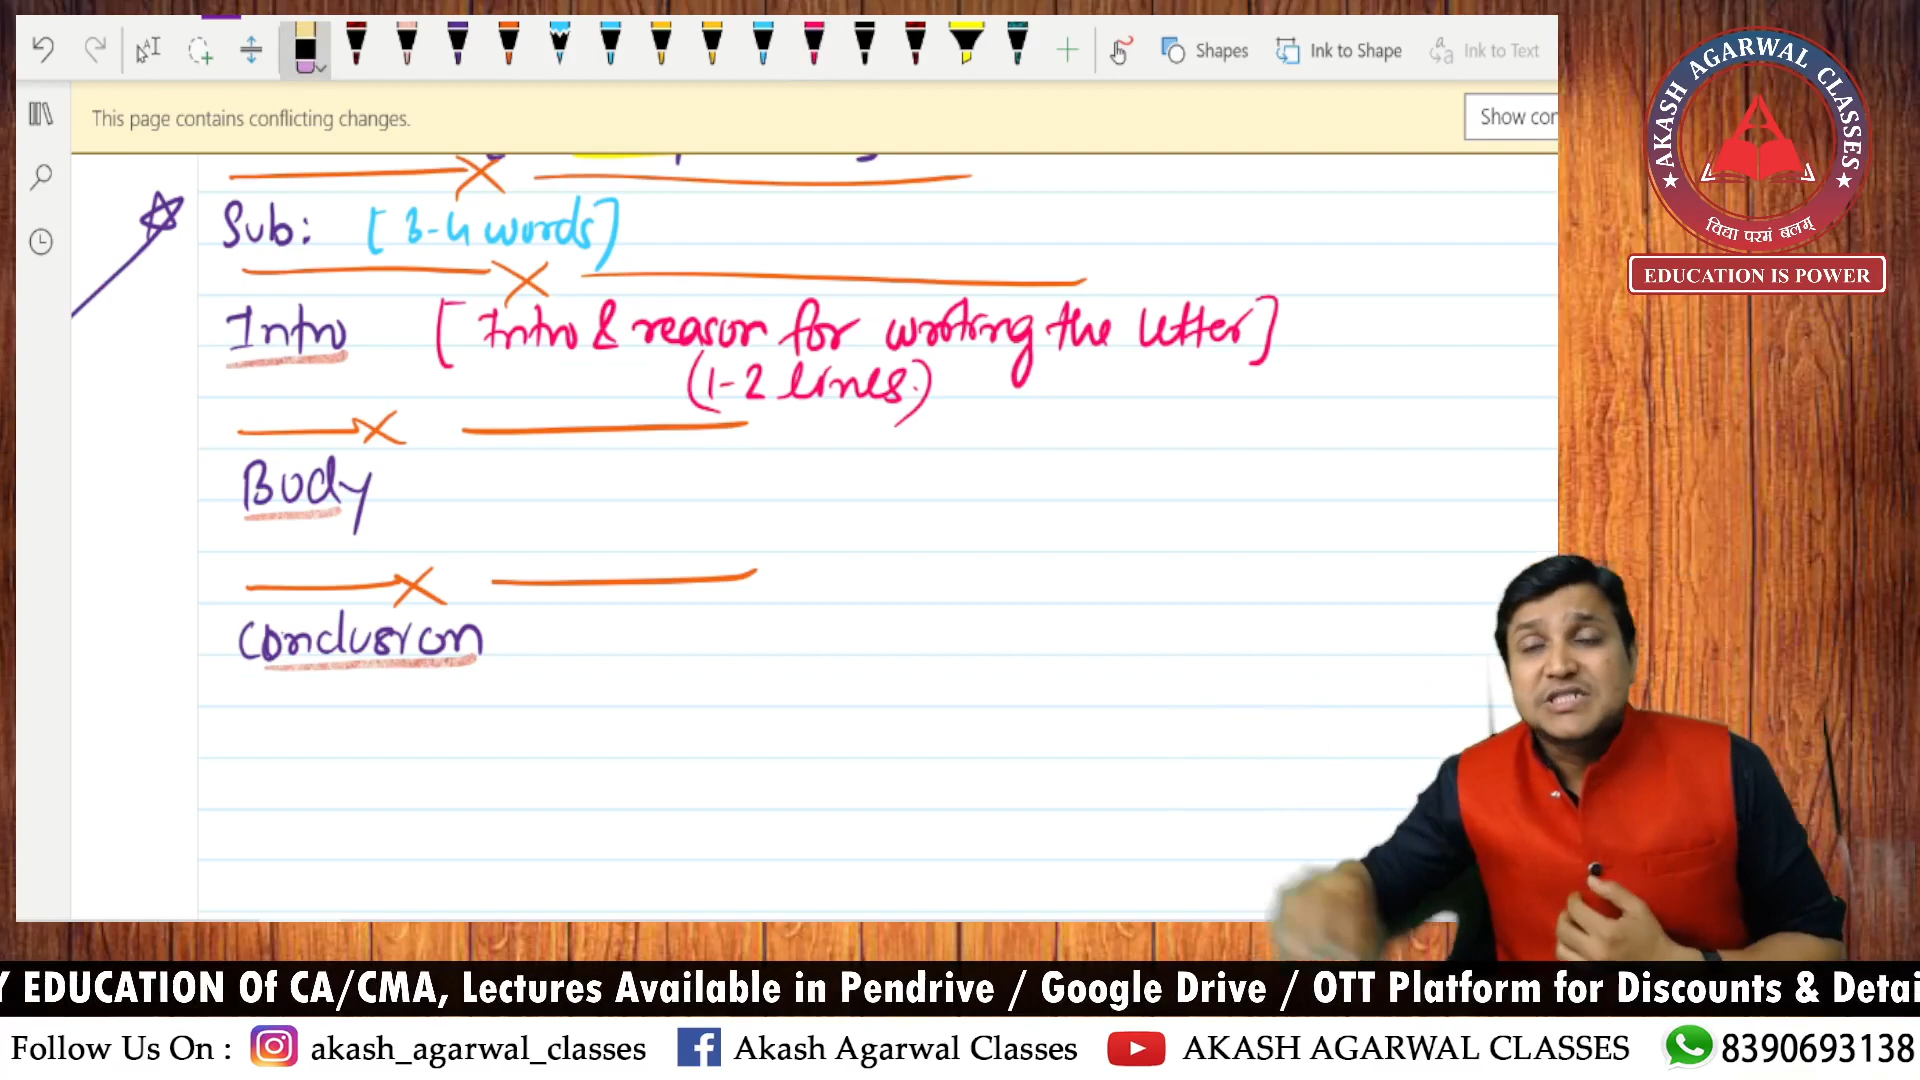 Shapes
Ink to Shape
Ink to Text
This page contains conflicting changes.
Show con
Sub: [3-4 words]
Intro [Intro & reason for writing the letter]
(1-2 lines.)
Body
Conclusion
AKASH AGARWAL CLASSES
विद्या परमं बलम्
EDUCATION IS POWER
Y EDUCATION Of CA/CMA, Lectures Available in Pendrive / Google Drive / OTT Platform for Discounts & Detai
Follow Us On : akash_agarwal_classes Akash Agarwal Classes AKASH AGARWAL CLASSES 8390693138